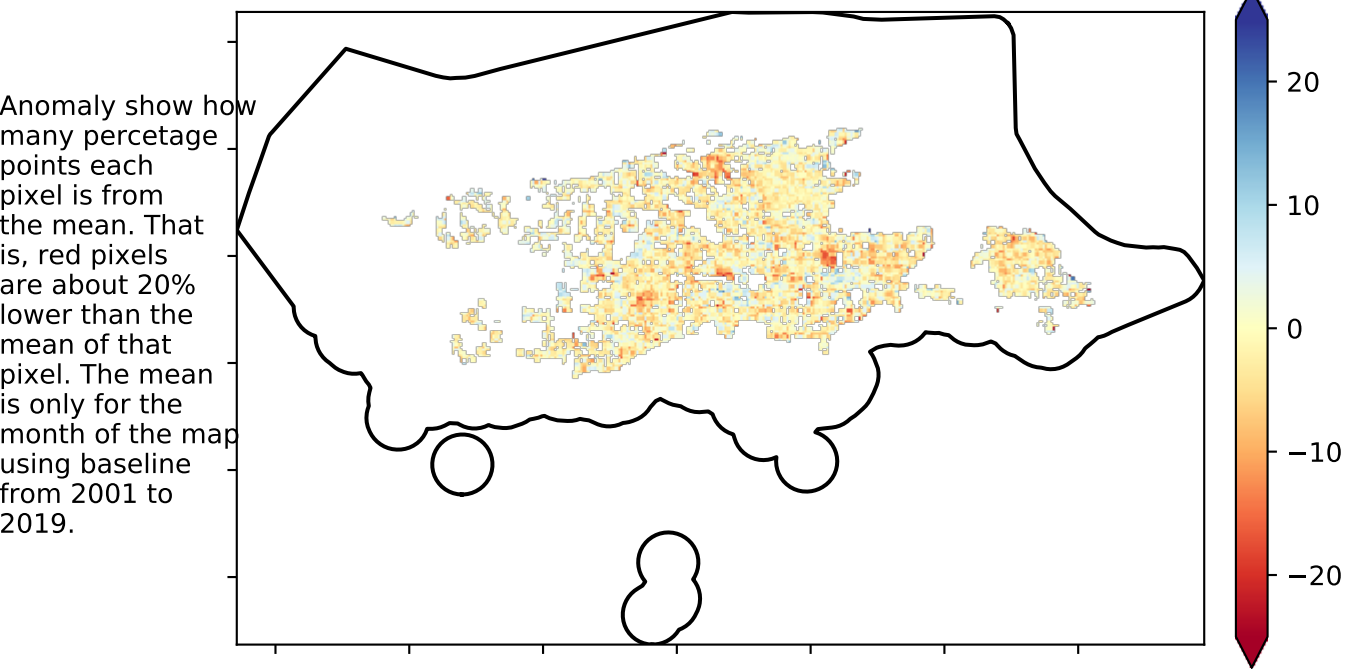 Anomaly show how
many percetage
points each
pixel is from
the mean. That
is, red pixels
are about 20%
lower than the
mean of that
pixel. The mean
is only for the
month of the map
using baseline
from 2001 to
2019.
20
10
0
−10
−20